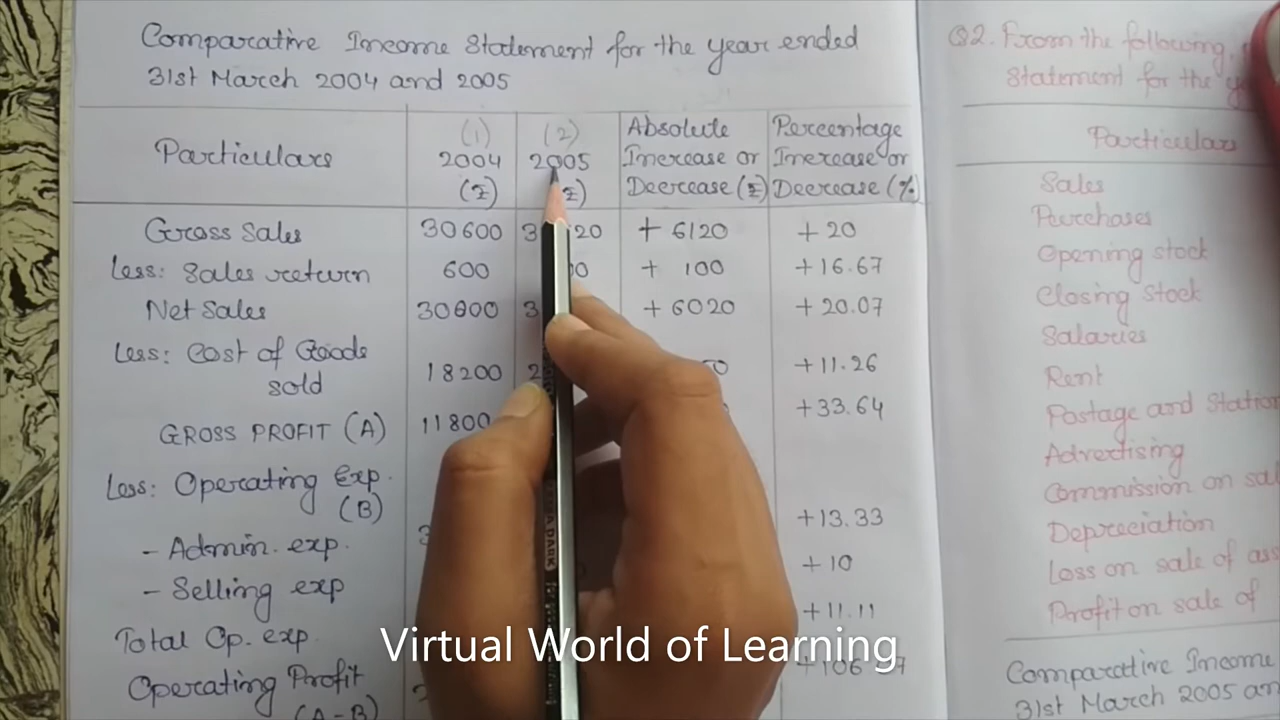 Comparative Income Statement for the year ended
31st March 2004 and 2005
Particulars (1) 2004 (₹) (2) 2005 (₹) Absolute Increase or Decrease (₹) Percentage Increase or Decrease (%)
Gross Sales 30600 + 6120 + 20
Less: Sales return 600 + 100 + 16.67
Net Sales 30000 + 6020 + 20.07
Less: Cost of Goods sold 18200 + 11.26
GROSS PROFIT (A) 11800 + 33.64
Less: Operating Exp. (B)
- Admin. exp. + 13.33
- Selling exp + 10
Total Op. exp. + 11.11
Operating Profit (A-B)
Q2. From the following,
Statement for the
Particulars
Sales
Purchases
Opening stock
Closing stock
Salaries
Rent
Postage and
Advertising
Commission on
Depreciation
Loss on sale of
Profit on sale of
Comparative Income
31st March 2005
Virtual World of Learning